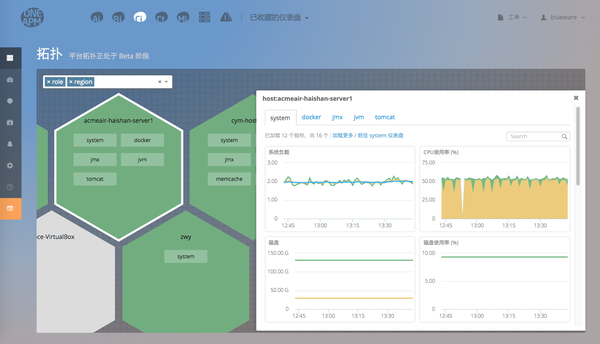 ONE APM
Ai
Ci
Mi
已收藏的仪表盘
工单
blueware
拓扑 平台拓扑正处于 Beta 阶段
× role × region
acmeair-haishan-server1
system docker
jmx jvm
tomcat
cym-h
system
jmx
memcache
ce-VirtualBox
zwy
system
host:acmeair-haishan-server1
system docker jmx jvm tomcat
已加载 12 个指标，共 16 个：加载更多 / 前往 system 仪表盘
Search
系统负载
3.00
2.00
1.00
0
12:45 13:00 13:15 13:30
CPU使用率 (%)
75.00
50.00
25.00
0
12:45 13:00 13:15 13:30
磁盘
150.00 G
100.00 G
50.00 G
0
12:45 13:00 13:15 13:30
磁盘使用率 (%)
10.00
5.00
0
12:45 13:00 13:15 13:30